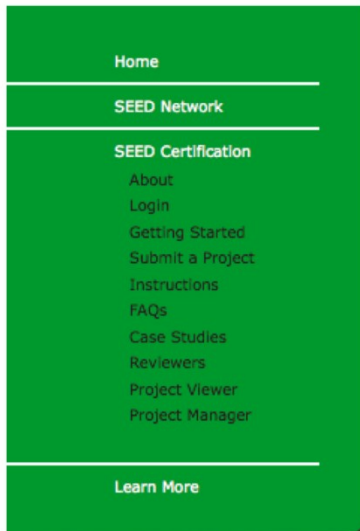 Home
SEED Network
SEED Certification
About
Login
Getting Started
Submit a Project
Instructions
FAQs
Case Studies
Reviewers
Project Viewer
Project Manager
Learn More